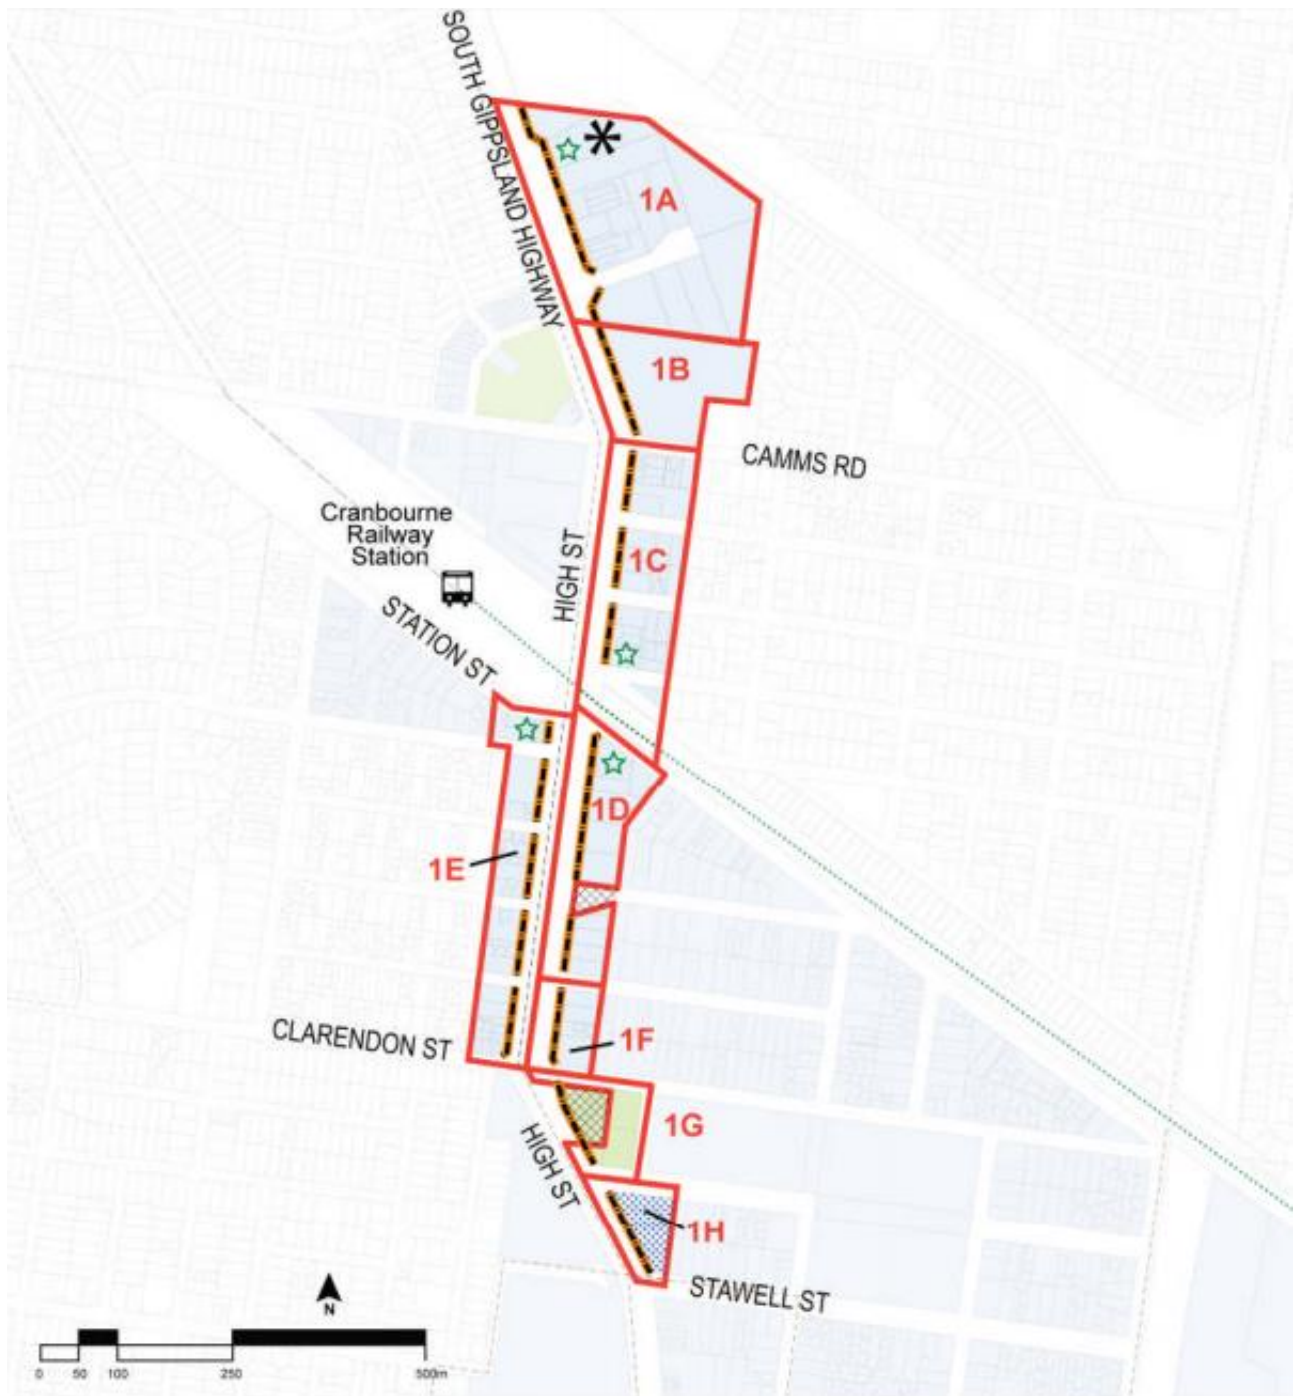 SOUTH GIPPSLAND HIGHWAY
1A
1B
CAMMS RD
Cranbourne
Railway
Station
HIGH ST
1C
STATION ST
1D
1E
CLARENDON ST
1F
1G
HIGH ST
1H
STAWELL ST
N
0 50 100 250 500m